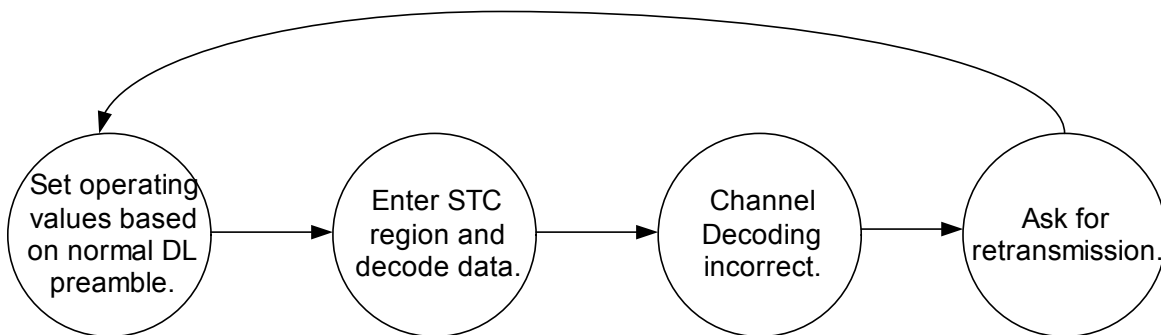 Set operating
values based
on normal DL
preamble.
Enter STC
region and
decode data.
Channel
Decoding
incorrect.
Ask for
retransmission.